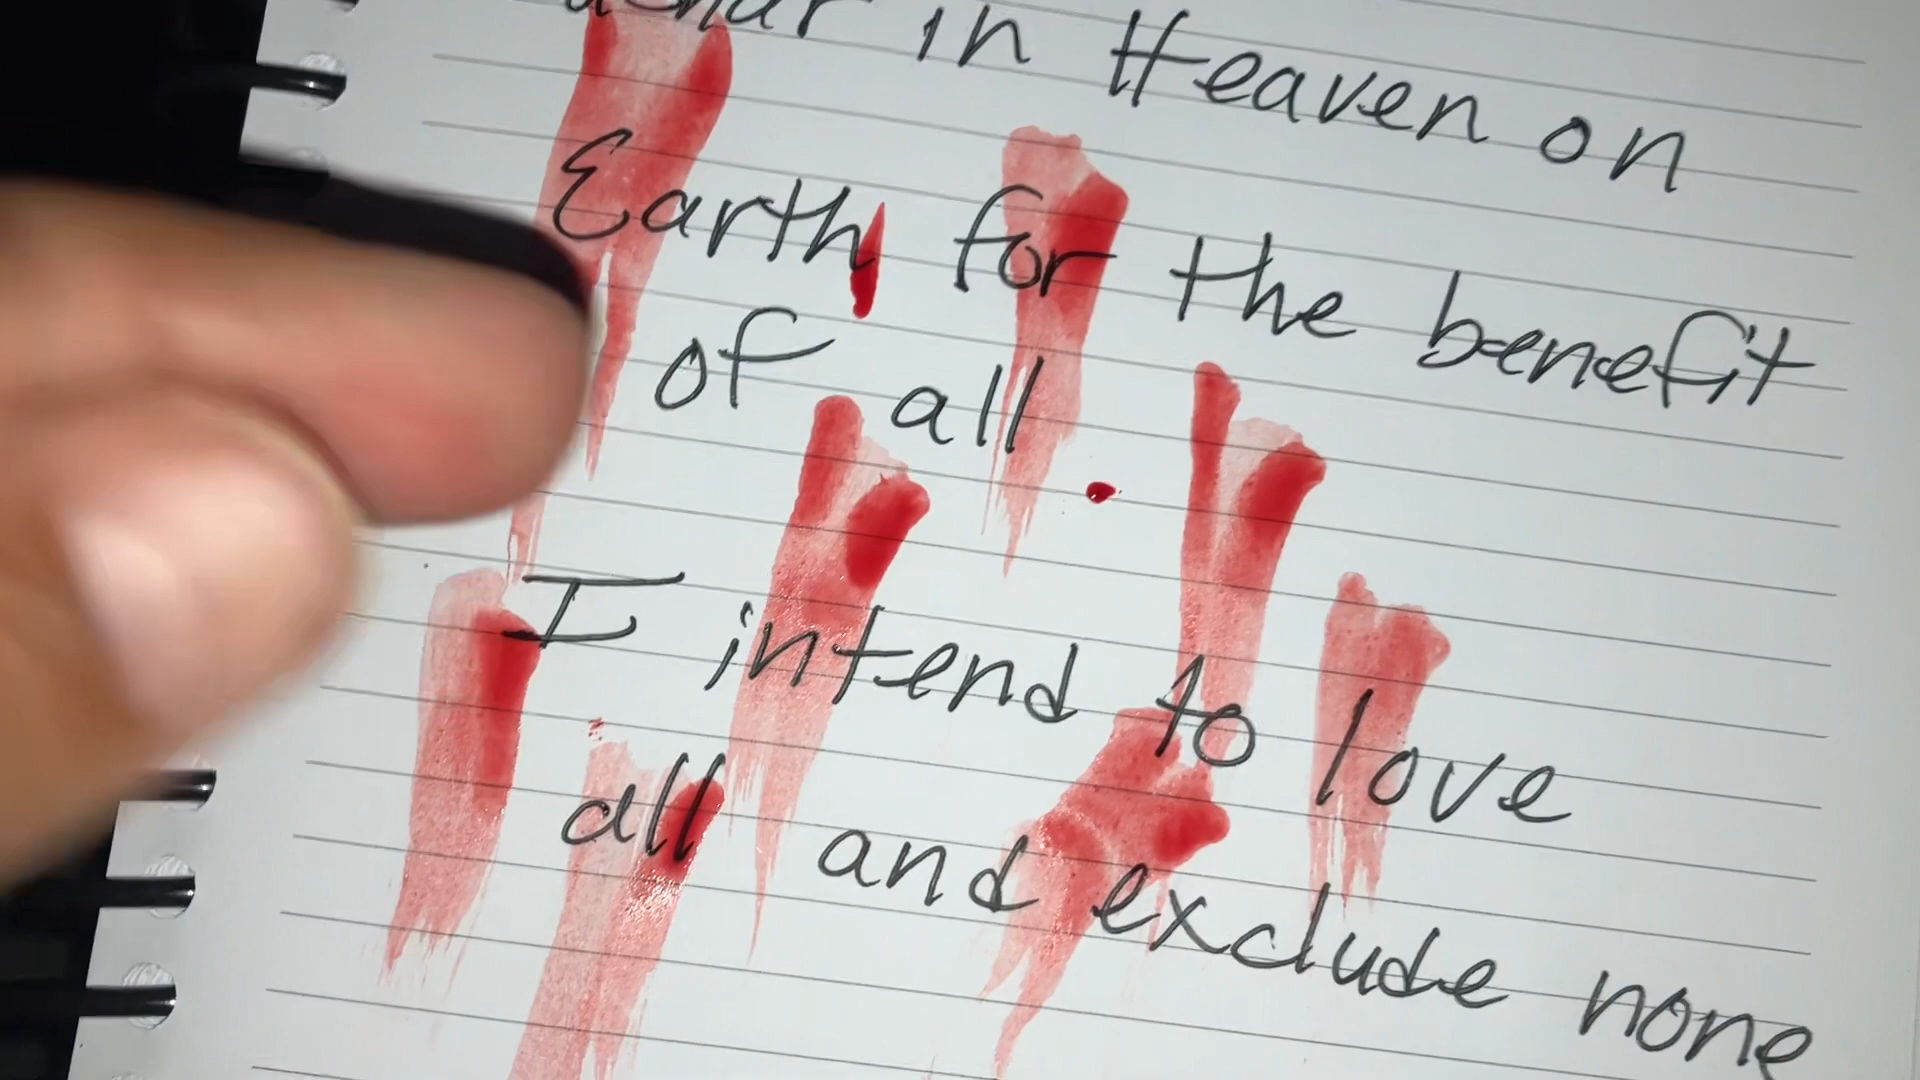 in Heaven on
Earth for the benefit
of all
I intend to love
all and exclude none